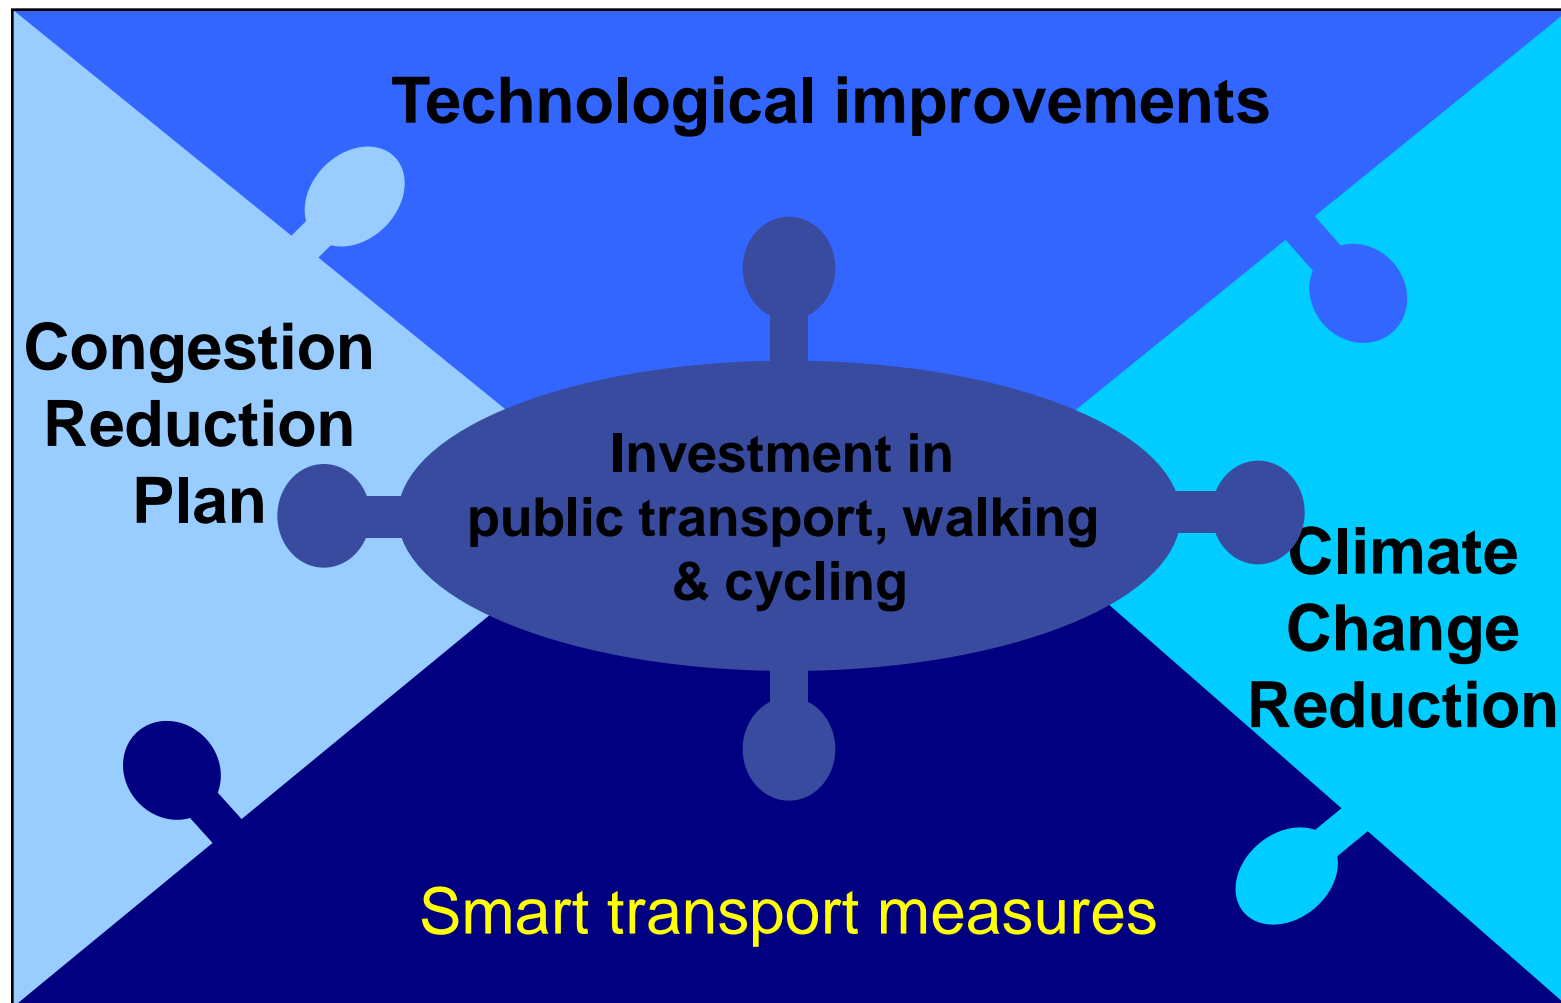 Technological improvements
Congestion
Reduction
Plan
Investment in
public transport, walking
& cycling
Climate
Change
Reduction
Smart transport measures